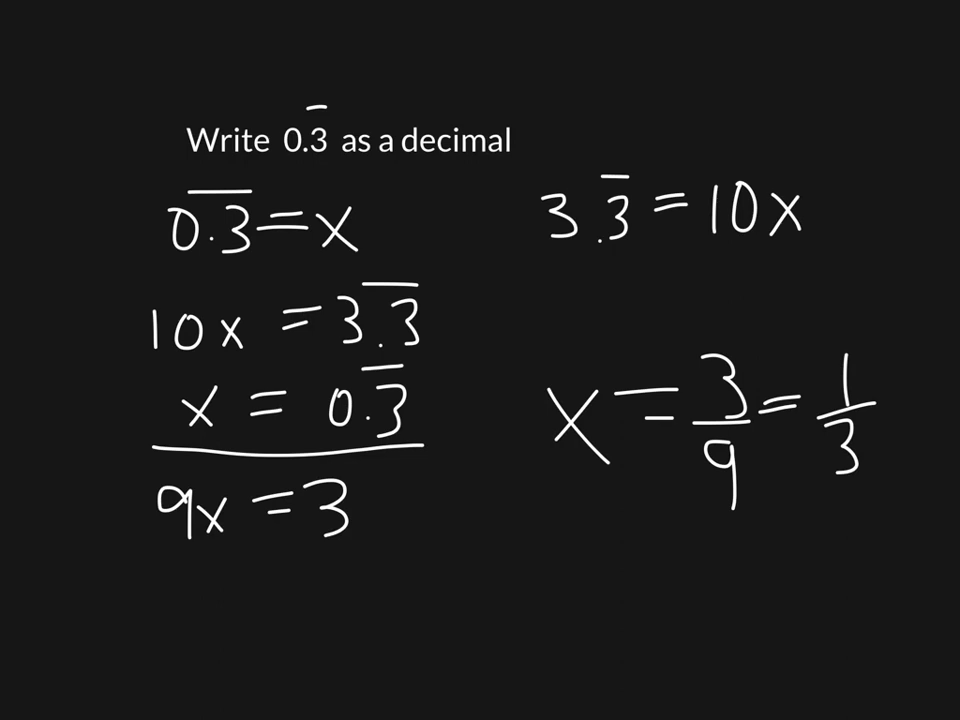 Write 0.3̅ as a decimal
0̅.̅3̅ = x
3.3̅ = 10x
10x = 3.̅3̅
x = 0.3̅
9x = 3
x = 3/9 = 1/3